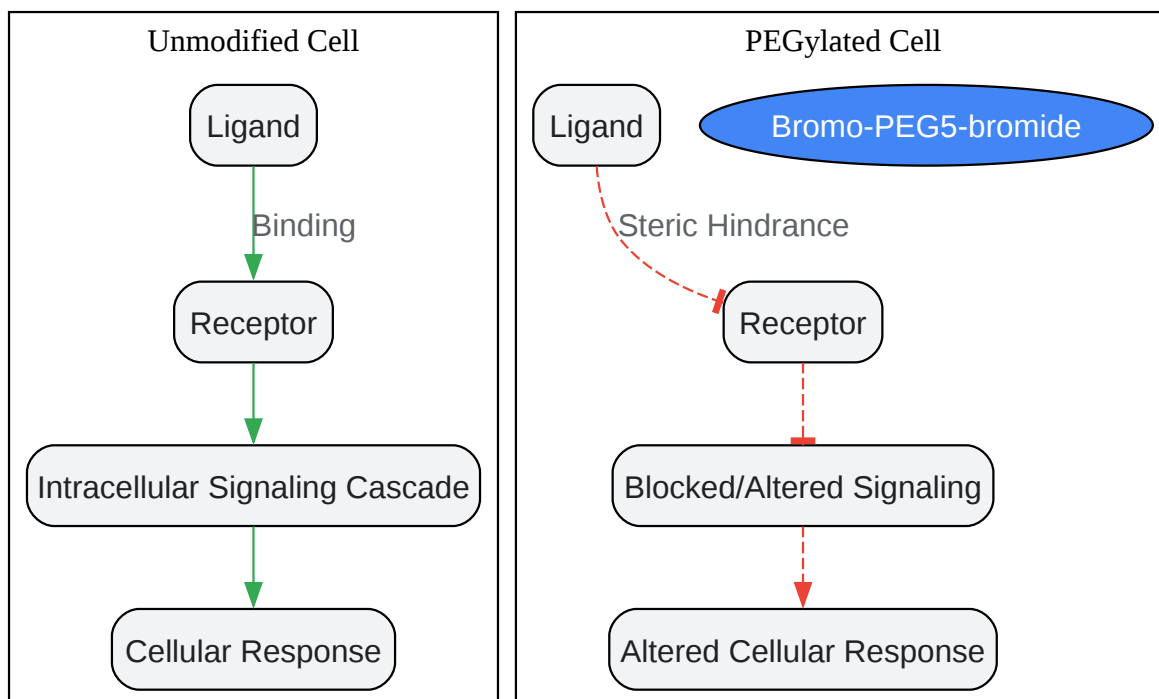 Unmodified Cell
Ligand
Binding
Receptor
Intracellular Signaling Cascade
Cellular Response
PEGylated Cell
Ligand
Bromo-PEG5-bromide
Steric Hindrance
Receptor
Blocked/Altered Signaling
Altered Cellular Response